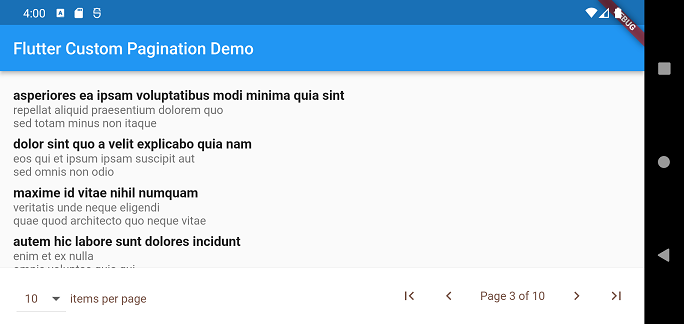 4:00
DEBUG
Flutter Custom Pagination Demo
asperiores ea ipsam voluptatibus modi minima quia sint
repellat aliquid praesentium dolorem quo
sed totam minus non itaque
dolor sint quo a velit explicabo quia nam
eos qui et ipsum ipsam suscipit aut
sed omnis non odio
maxime id vitae nihil numquam
veritatis unde neque eligendi
quae quod architecto quo neque vitae
autem hic labore sunt dolores incidunt
enim et ex nulla
omnis voluptas quia qui
10 items per page
Page 3 of 10